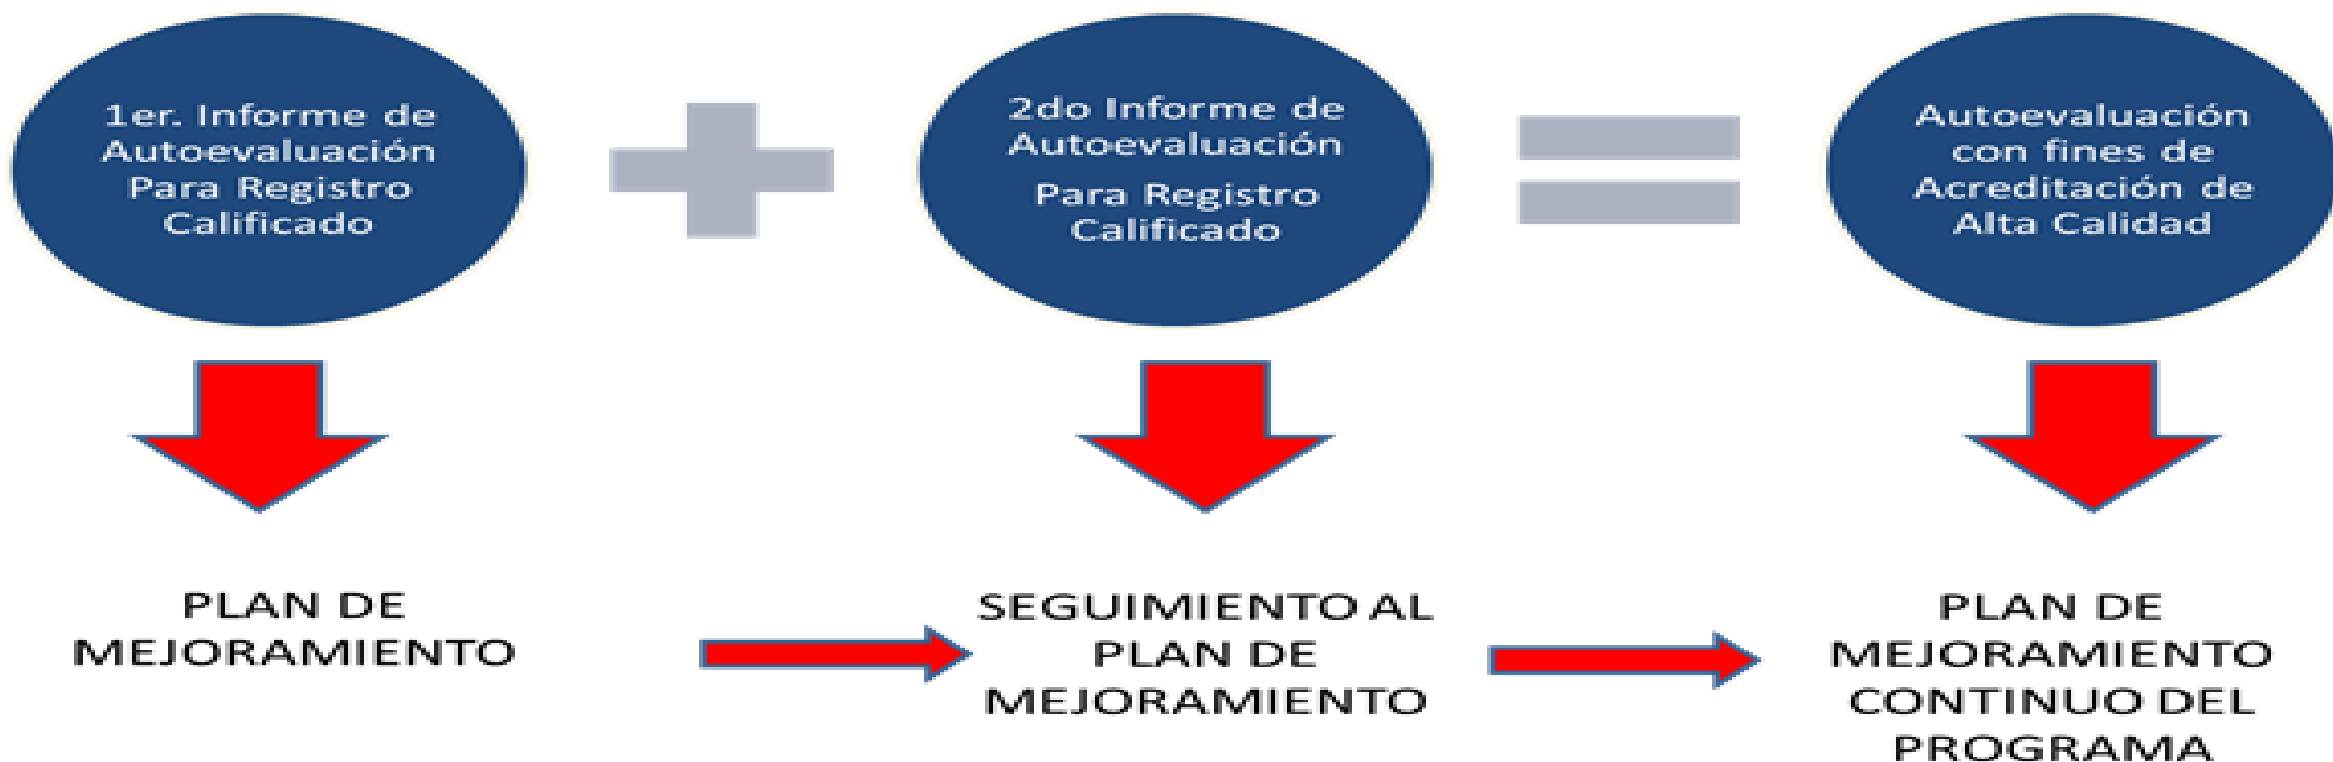 1er. Informe de
Autoevaluación
Para Registro
Calificado
2do Informe de
Autoevaluación
Para Registro
Calificado
Autoevaluación
con fines de
Acreditación de
Alta Calidad
PLAN DE
MEJORAMIENTO
SEGUIMIENTO AL
PLAN DE
MEJORAMIENTO
PLAN DE
MEJORAMIENTO
CONTINUO DEL
PROGRAMA